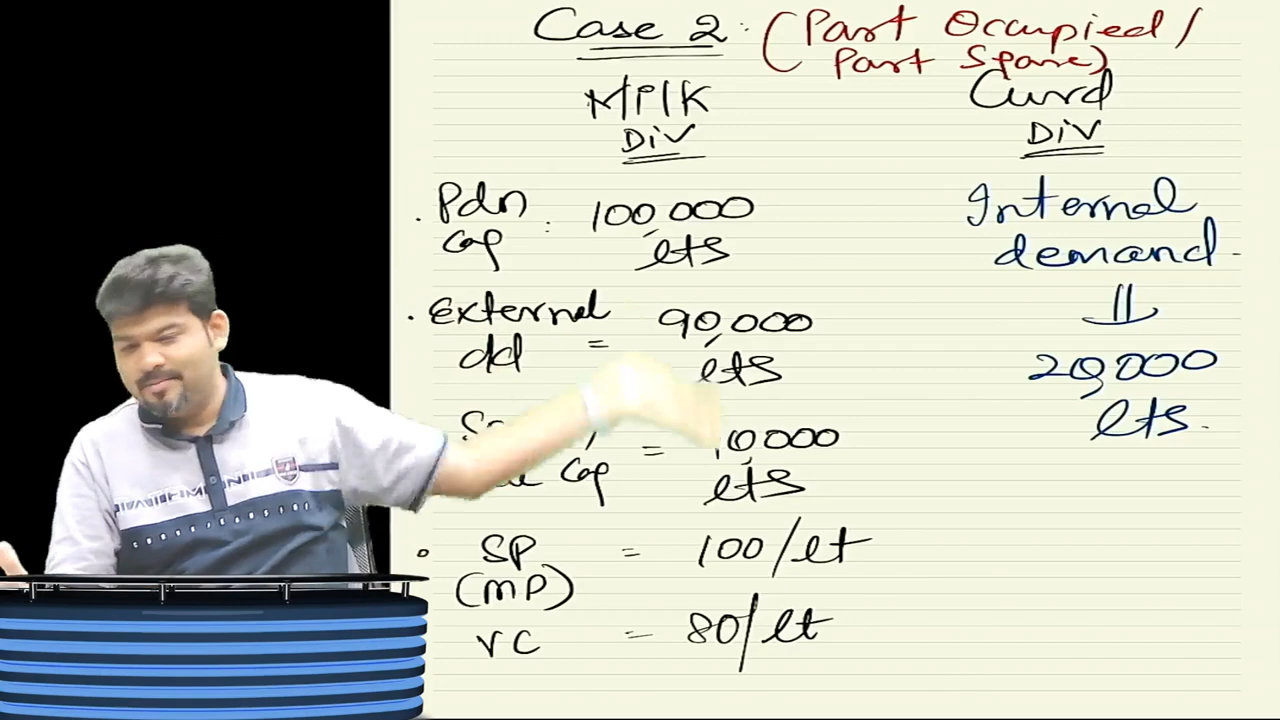 Case 2: (Part Occupied/
Part Spare)
Milk
Div
Curd
Div
. Pdn
Cap : 100,000
lts
Internal
demand.
⇓
20,000
lts.
. External
dd = 90,000
lts
= 10,000
Cap lts
. SP = 100/lt
(MP)
VC = 80/lt